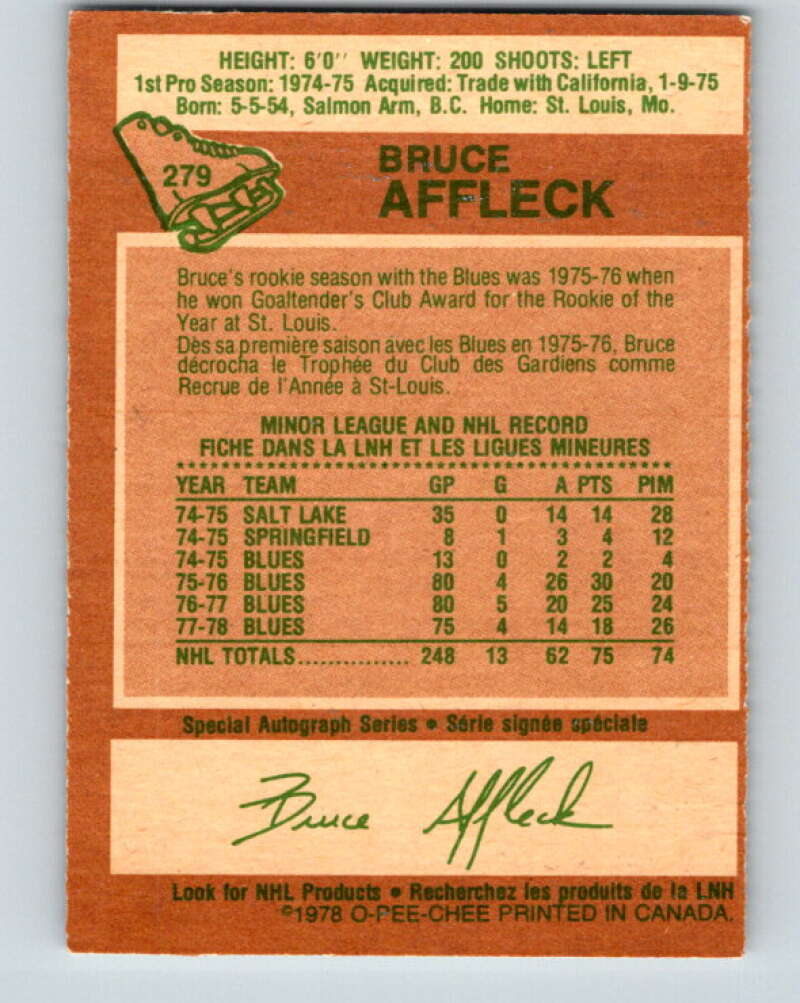 HEIGHT: 6'0'' WEIGHT: 200 SHOOTS: LEFT
1st Pro Season: 1974-75 Acquired: Trade with California, 1-9-75
Born: 5-5-54, Salmon Arm, B.C. Home: St. Louis, Mo.
279
BRUCE
AFFLECK
Bruce's rookie season with the Blues was 1975-76 when
he won Goaltender's Club Award for the Rookie of the
Year at St. Louis.
Dès sa première saison avec les Blues en 1975-76, Bruce
décrocha le Trophée du Club des Gardiens comme
Recrue de l'Année à St-Louis.
MINOR LEAGUE AND NHL RECORD
FICHE DANS LA LNH ET LES LIGUES MINEURES
YEAR TEAM GP G A PTS PIM
74-75 SALT LAKE 35 0 14 14 28
74-75 SPRINGFIELD 8 1 3 4 12
74-75 BLUES 13 0 2 2 4
75-76 BLUES 80 4 26 30 20
76-77 BLUES 80 5 20 25 24
77-78 BLUES 75 4 14 18 26
NHL TOTALS............... 248 13 62 75 74
Special Autograph Series • Série signée spéciale
Bruce Affleck
Look for NHL Products • Recherchez les produits de la LNH
©1978 O-PEE-CHEE PRINTED IN CANADA.